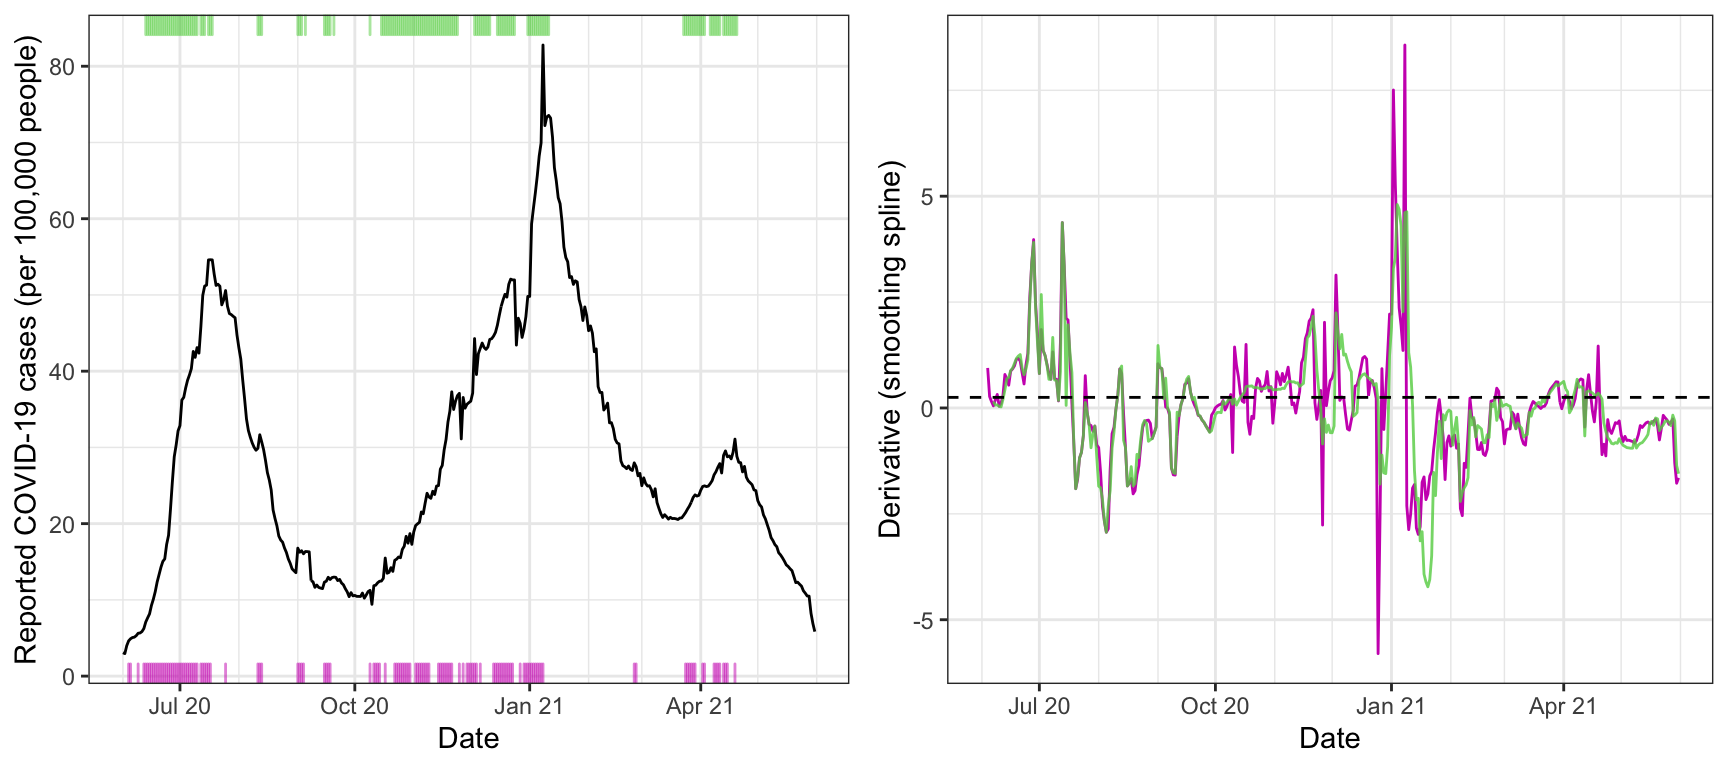 Reported COVID-19 cases (per 100,000 people)
80
60
40
20
0
Jul 20
Oct 20
Jan 21
Apr 21
Date
Derivative (smoothing spline)
5
0
-5
Jul 20
Oct 20
Jan 21
Apr 21
Date